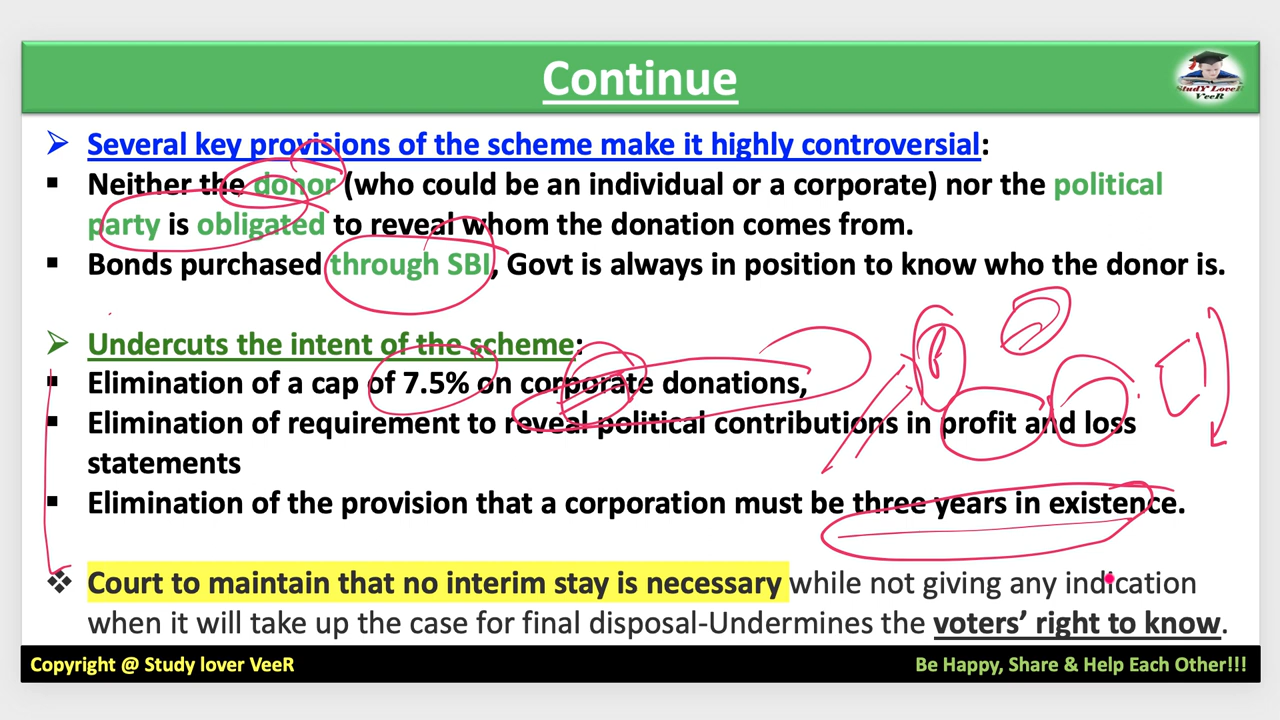 Continue
StudY LoveR
VeeR
➢ Several key provisions of the scheme make it highly controversial:
▪ Neither the donor (who could be an individual or a corporate) nor the political
party is obligated to reveal whom the donation comes from.
▪ Bonds purchased through SBI, Govt is always in position to know who the donor is.
➢ Undercuts the intent of the scheme:
▪ Elimination of a cap of 7.5% on corporate donations,
▪ Elimination of requirement to reveal political contributions in profit and loss
statements
▪ Elimination of the provision that a corporation must be three years in existence.
❖ Court to maintain that no interim stay is necessary while not giving any indication
when it will take up the case for final disposal-Undermines the voters’ right to know.
Copyright @ Study lover VeeR
Be Happy, Share & Help Each Other!!!